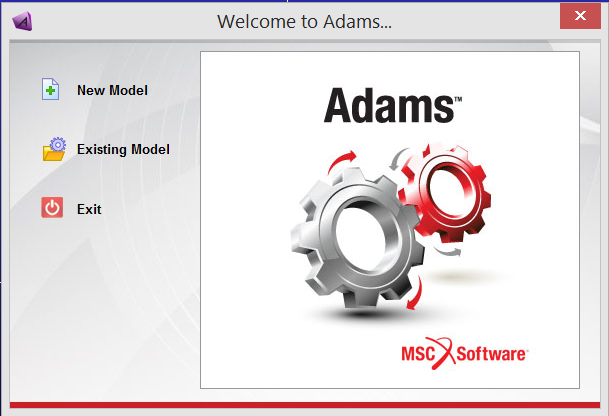 Welcome to Adams...
New Model
Existing Model
Exit
Adams™
MSC Software